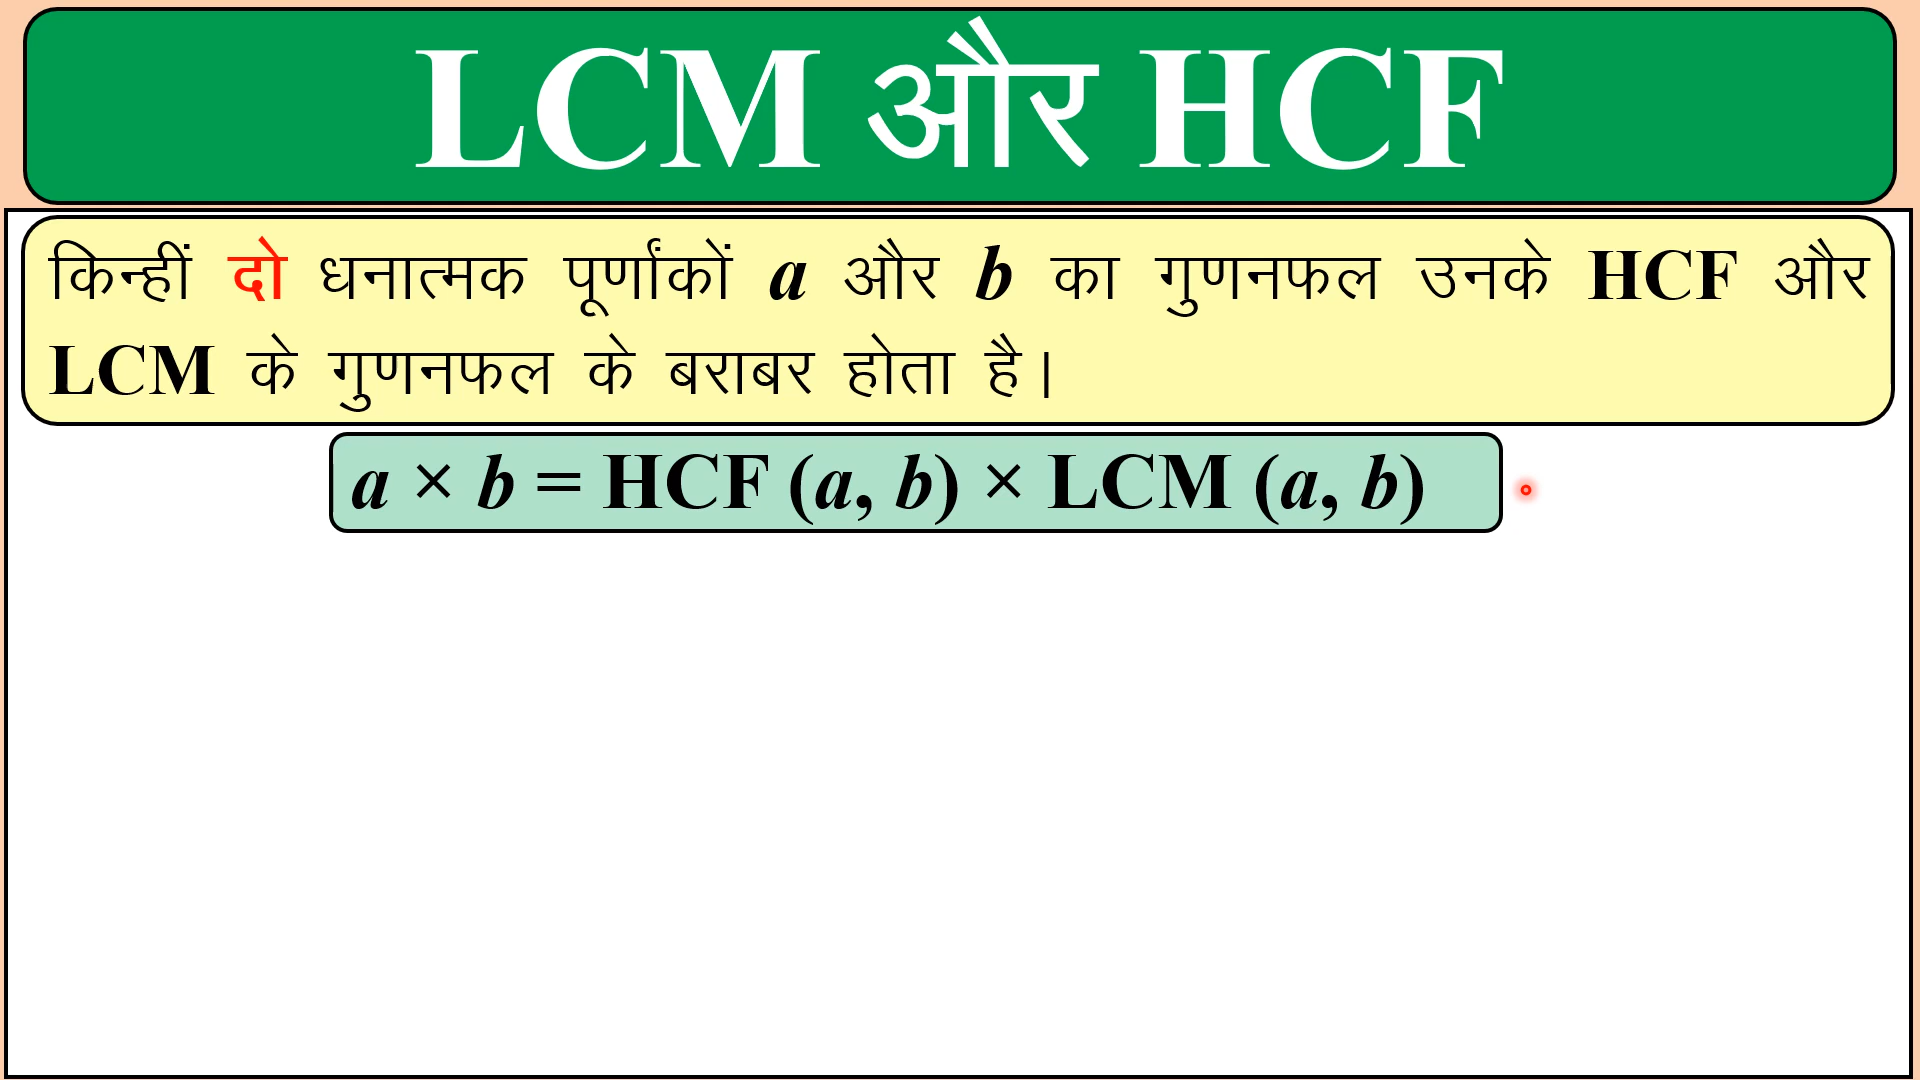 LCM और HCF
किन्हीं दो धनात्मक पूर्णांकों a और b का गुणनफल उनके HCF और
LCM के गुणनफल के बराबर होता है।
a × b = HCF (a, b) × LCM (a, b)